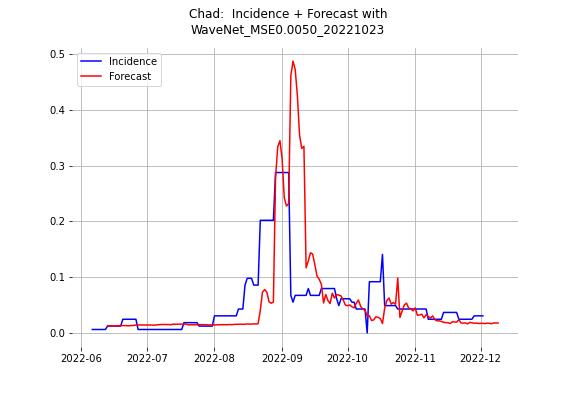 Chad:  Incidence + Forecast with
WaveNet_MSE0.0050_20221023
Incidence
Forecast
0.5
0.4
0.3
0.2
0.1
0.0
2022-06 2022-07 2022-08 2022-09 2022-10 2022-11 2022-12